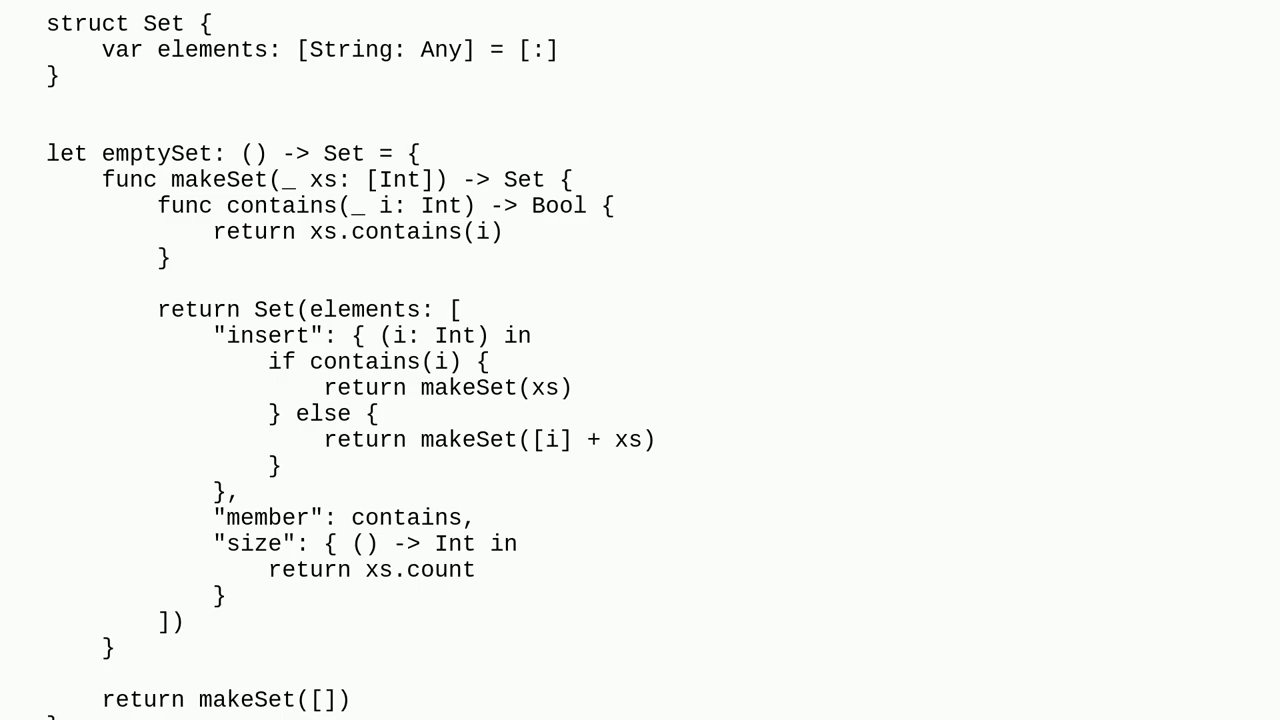 struct Set {
    var elements: [String: Any] = [:]
}
let emptySet: () -> Set = {
    func makeSet(_ xs: [Int]) -> Set {
        func contains(_ i: Int) -> Bool {
            return xs.contains(i)
        }
        return Set(elements: [
            "insert": { (i: Int) in
                if contains(i) {
                    return makeSet(xs)
                } else {
                    return makeSet([i] + xs)
                }
            },
            "member": contains,
            "size": { () -> Int in
                return xs.count
            }
        ])
    }
    return makeSet([])
}